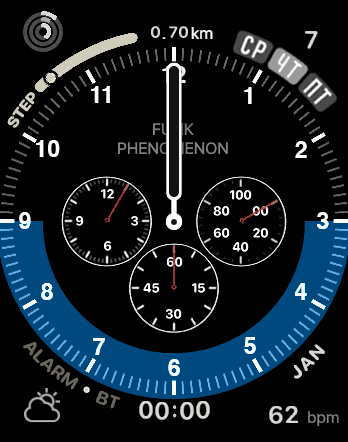 0.70km
СР ЧТ ПТ
7
STEP
12
11 1
10 2
FUNK
PHENOMENON
9 3
12
9 3
6
100
80 00
60 20
40
60
45 15
30
8 4
7 5
6
ALARM • BT
JAN
00:00
62 bpm